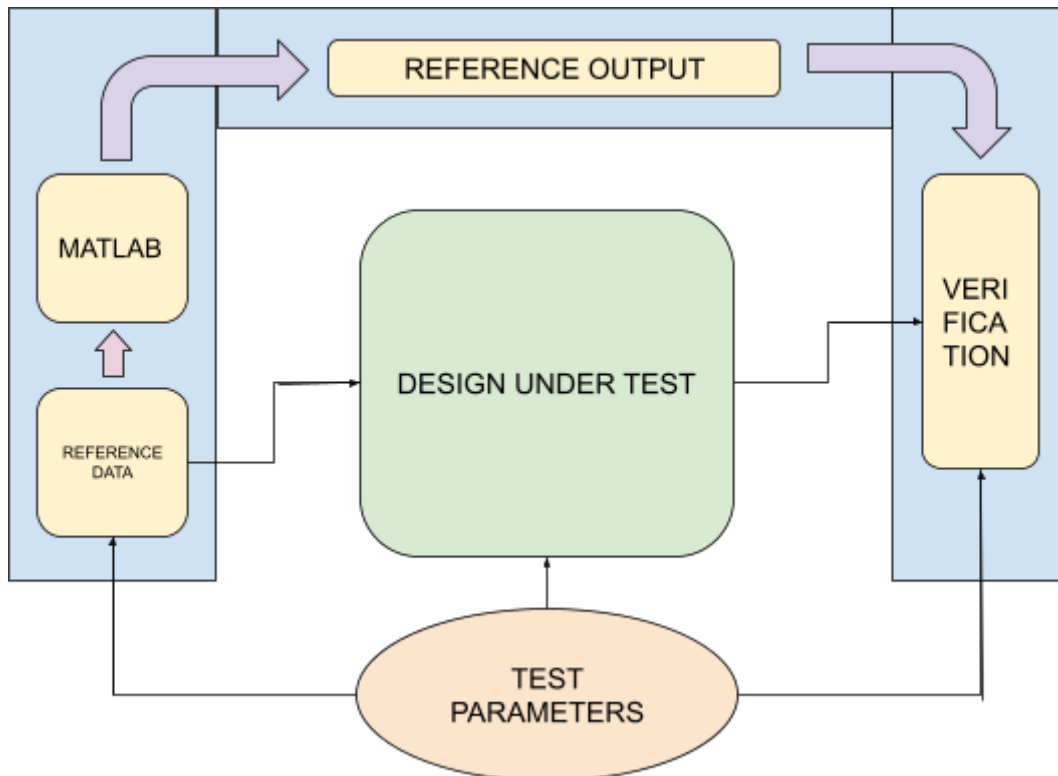 REFERENCE OUTPUT
MATLAB
VERI
FICA
TION
DESIGN UNDER TEST
REFERENCE
DATA
TEST
PARAMETERS